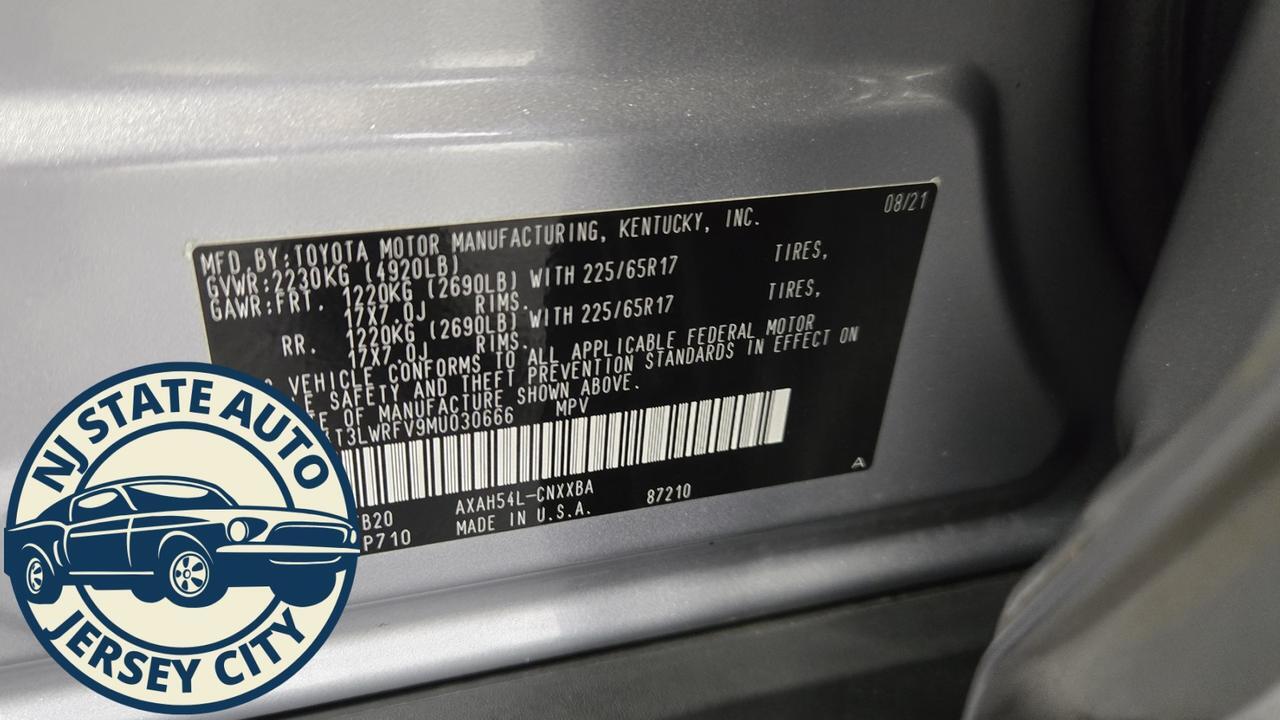 08/21
MFD.BY:TOYOTA MOTOR MANUFACTURING, KENTUCKY, INC.
GVWR:2230KG (4920LB)
GAWR:FRT. 1220KG (2690LB) WITH 225/65R17 TIRES,
17X7.0J RIMS.
RR. 1220KG (2690LB) WITH 225/65R17 TIRES,
17X7.0J RIMS.
VEHICLE CONFORMS TO ALL APPLICABLE FEDERAL MOTOR
SAFETY AND THEFT PREVENTION STANDARDS IN EFFECT ON
OF MANUFACTURE SHOWN ABOVE.
T3LWRFV9MU030666 MPV
A
B20 AXAH54L-CNXXBA 87210
P710 MADE IN U.S.A.
NJ STATE AUTO
JERSEY CITY